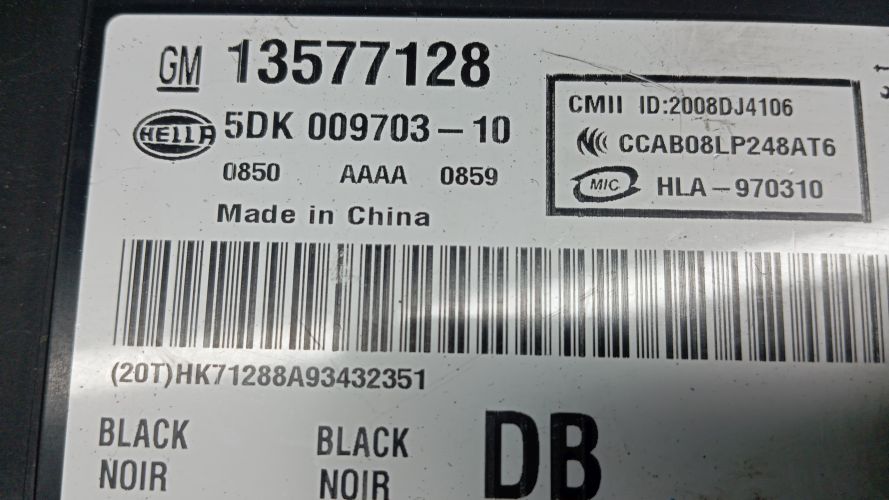 GM 13577128
HELLA 5DK 009703-10
0850 AAAA 0859
Made in China
CMII ID:2008DJ4106
CCAB08LP248AT6
MIC HLA-970310
(20T)HK71288A93432351
BLACK BLACK DB
NOIR NOIR